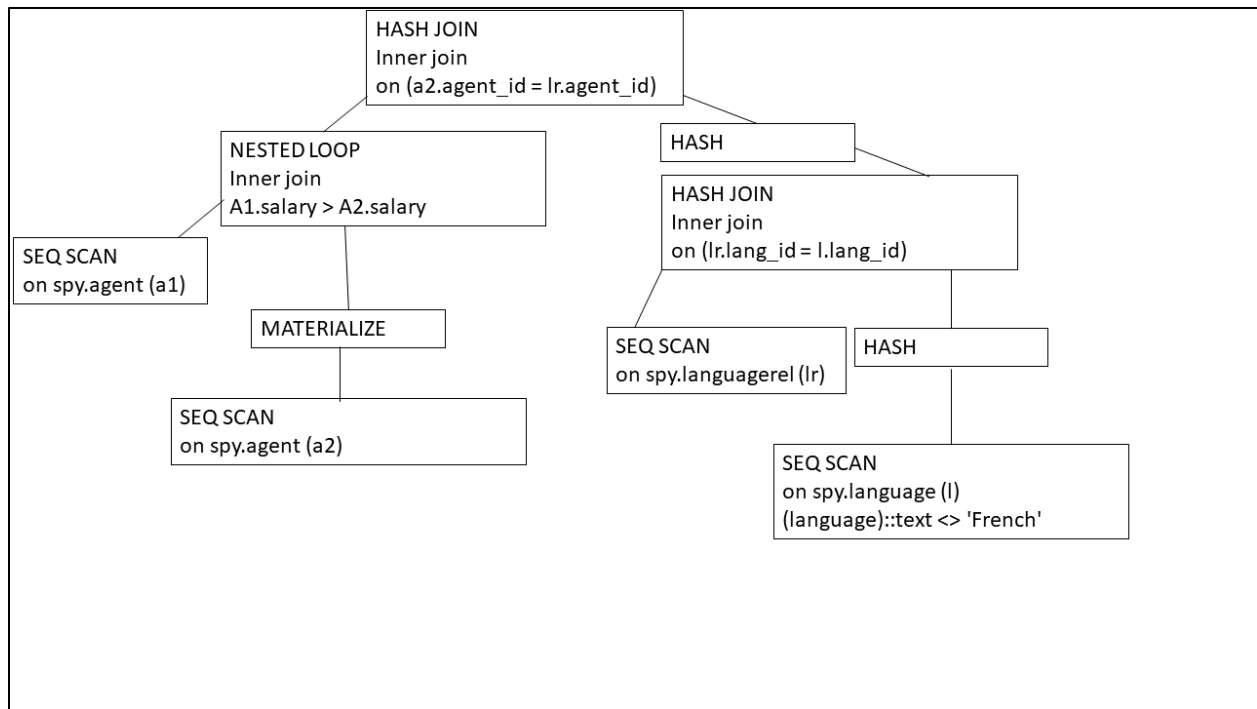 HASH JOIN
Inner join
on (a2.agent_id = lr.agent_id)
NESTED LOOP
Inner join
A1.salary > A2.salary
HASH
HASH JOIN
Inner join
on (lr.lang_id = l.lang_id)
SEQ SCAN
on spy.agent (a1)
MATERIALIZE
SEQ SCAN
on spy.languagerel (lr)
HASH
SEQ SCAN
on spy.agent (a2)
SEQ SCAN
on spy.language (l)
(language)::text <> 'French'